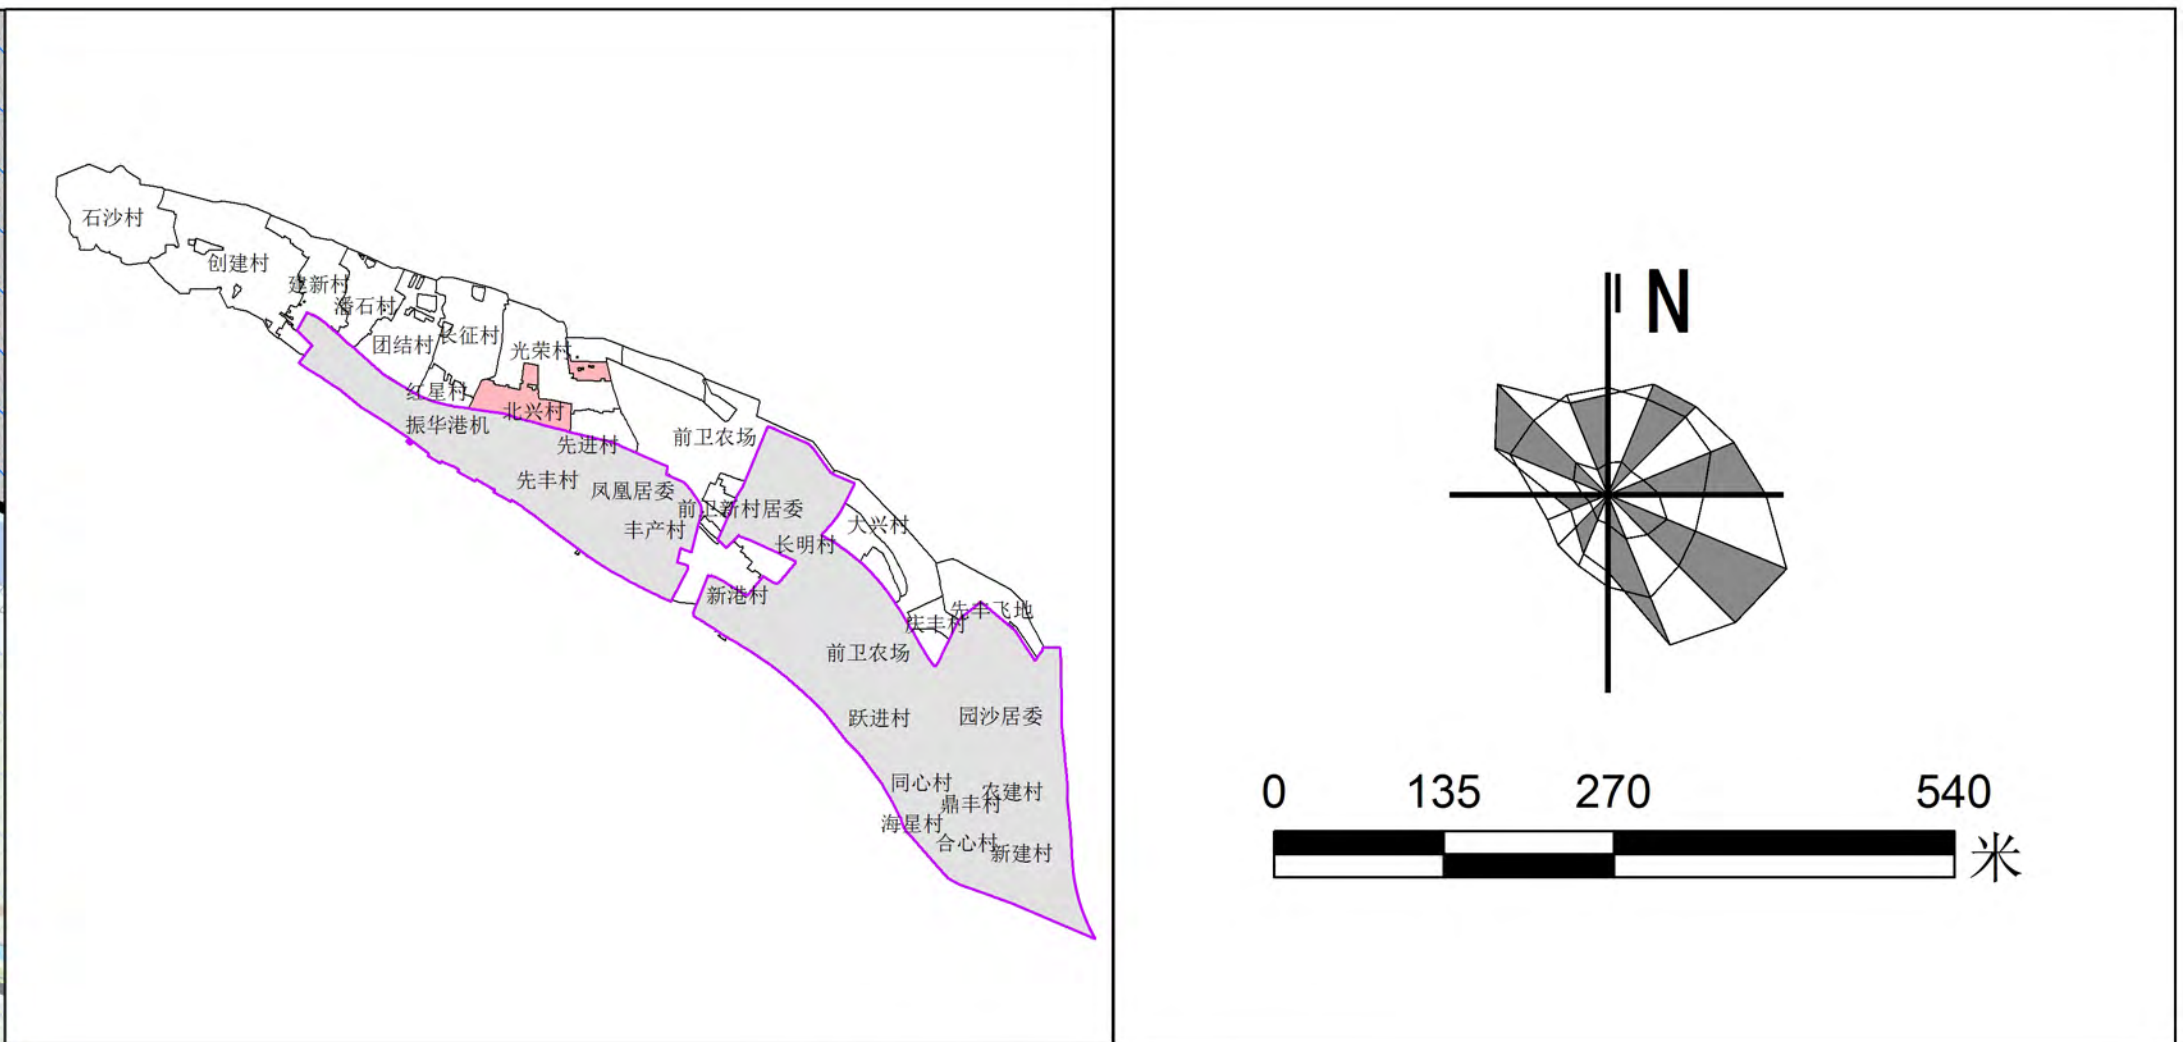 石沙村
创建村
建新村
潘石村
团结村
长征村
光荣村
红星村
北兴村
振华港机
先进村
前卫农场
先丰村
凤凰居委
前卫新村居委
丰产村
大兴村
长明村
新港村
先丰飞地
庆丰村
前卫农场
跃进村
园沙居委
同心村
农建村
鼎丰村
海星村
合心村
新建村
N
0 135 270 540
米